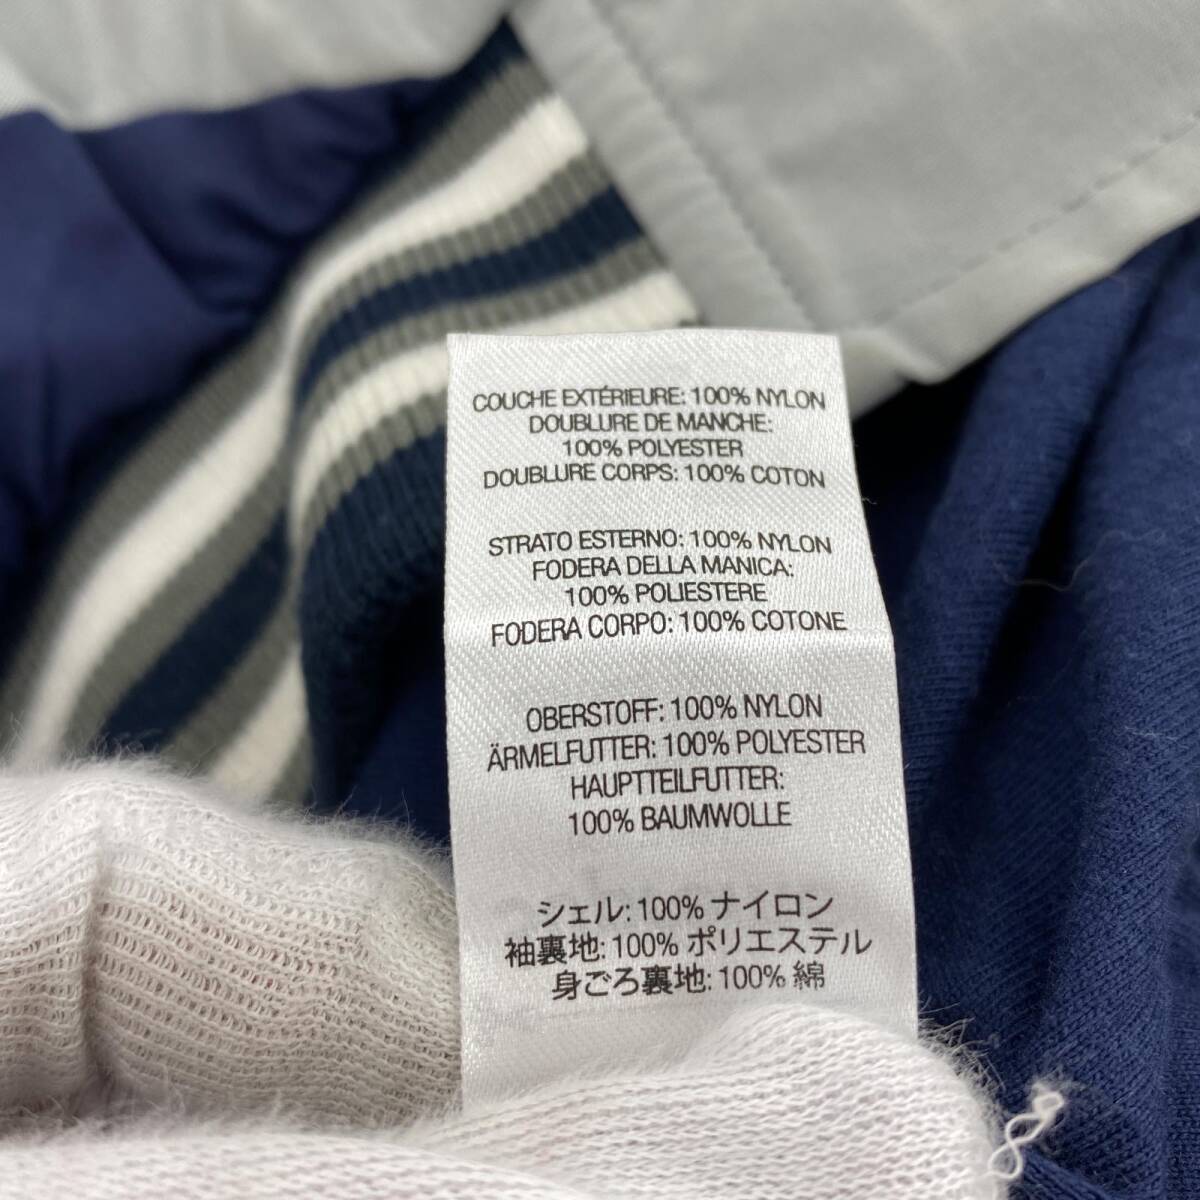 COUCHE EXTÉRIEURE: 100% NYLON
DOUBLURE DE MANCHE:
100% POLYESTER
DOUBLURE CORPS: 100% COTON
STRATO ESTERNO: 100% NYLON
FODERA DELLA MANICA:
100% POLIESTERE
FODERA CORPO: 100% COTONE
OBERSTOFF: 100% NYLON
ÄRMELFUTTER: 100% POLYESTER
HAUPTTEILFUTTER:
100% BAUMWOLLE
シェル: 100% ナイロン
袖裏地: 100% ポリエステル
身ごろ裏地: 100% 綿